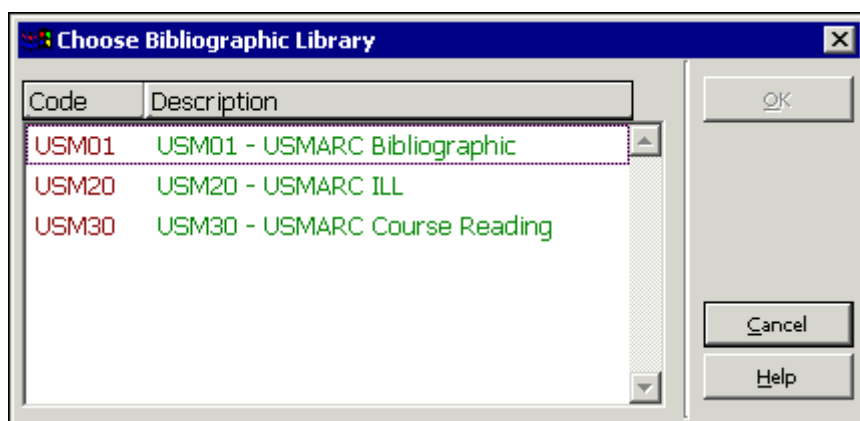 Choose Bibliographic Library
Code Description
USM01 USM01 - USMARC Bibliographic
USM20 USM20 - USMARC ILL
USM30 USM30 - USMARC Course Reading
OK
Cancel
Help